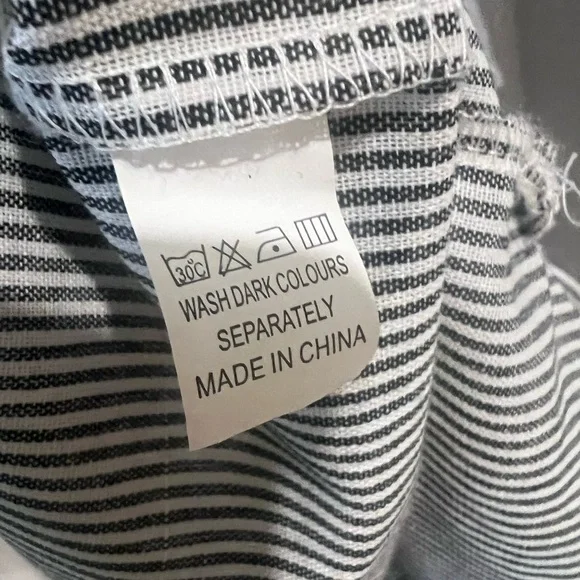 30°C
WASH DARK COLOURS
SEPARATELY
MADE IN CHINA